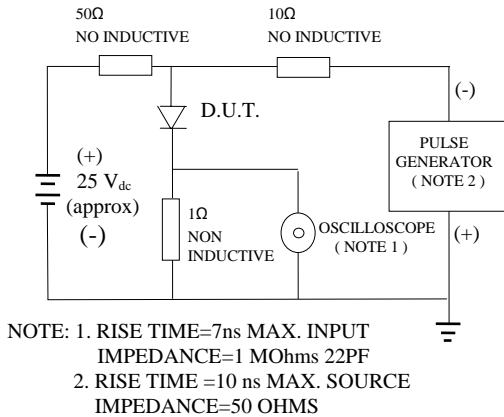 50Ω
NO INDUCTIVE
10Ω
NO INDUCTIVE
(-)
D.U.T.
PULSE
GENERATOR
( NOTE 2 )
(+)
25 Vdc
(approx)
(-)
1Ω
NON
INDUCTIVE
OSCILLOSCOPE
( NOTE 1 )
(+)
NOTE: 1. RISE TIME=7ns MAX. INPUT
IMPEDANCE=1 MOhms 22PF
2. RISE TIME =10 ns MAX. SOURCE
IMPEDANCE=50 OHMS